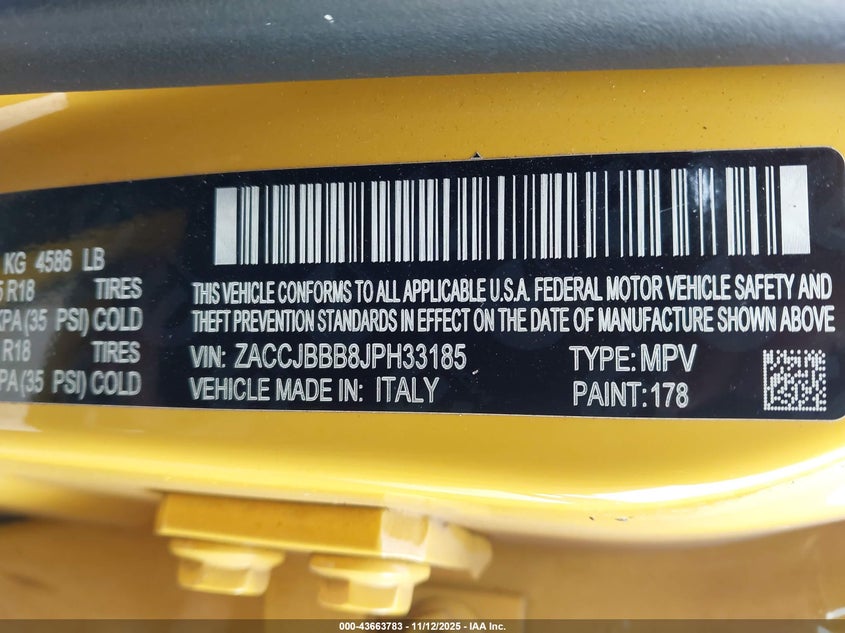 KG 4586 LB
5 R18 TIRES
KPA (35 PSI) COLD
R18 TIRES
PA (35 PSI) COLD
THIS VEHICLE CONFORMS TO ALL APPLICABLE U.S.A. FEDERAL MOTOR VEHICLE SAFETY AND
THEFT PREVENTION STANDARDS IN EFFECT ON THE DATE OF MANUFACTURE SHOWN ABOVE
VIN: ZACCJBBB8JPH33185 TYPE: MPV
VEHICLE MADE IN: ITALY PAINT: 178
000-43663783 - 11/12/2025 - IAA Inc.